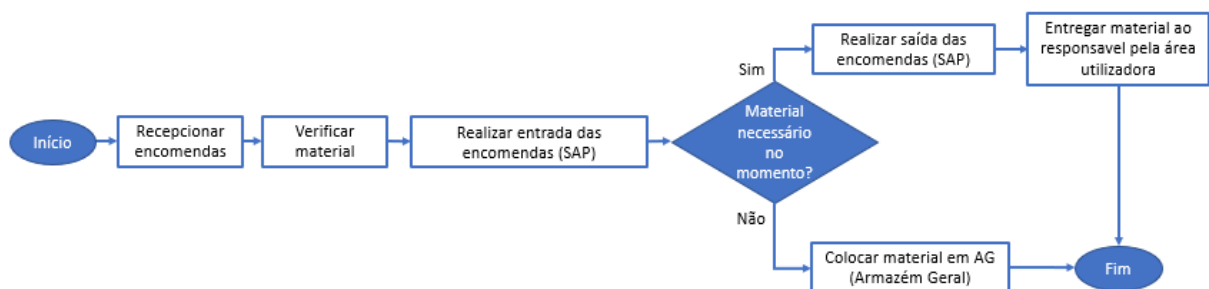 Início
Recepcionar
encomendas
Verificar
material
Realizar entrada das
encomendas (SAP)
Material
necessário
no
momento?
Sim
Realizar saída das
encomendas (SAP)
Entregar material ao
responsavel pela área
utilizadora
Não
Colocar material em AG
(Armazém Geral)
Fim